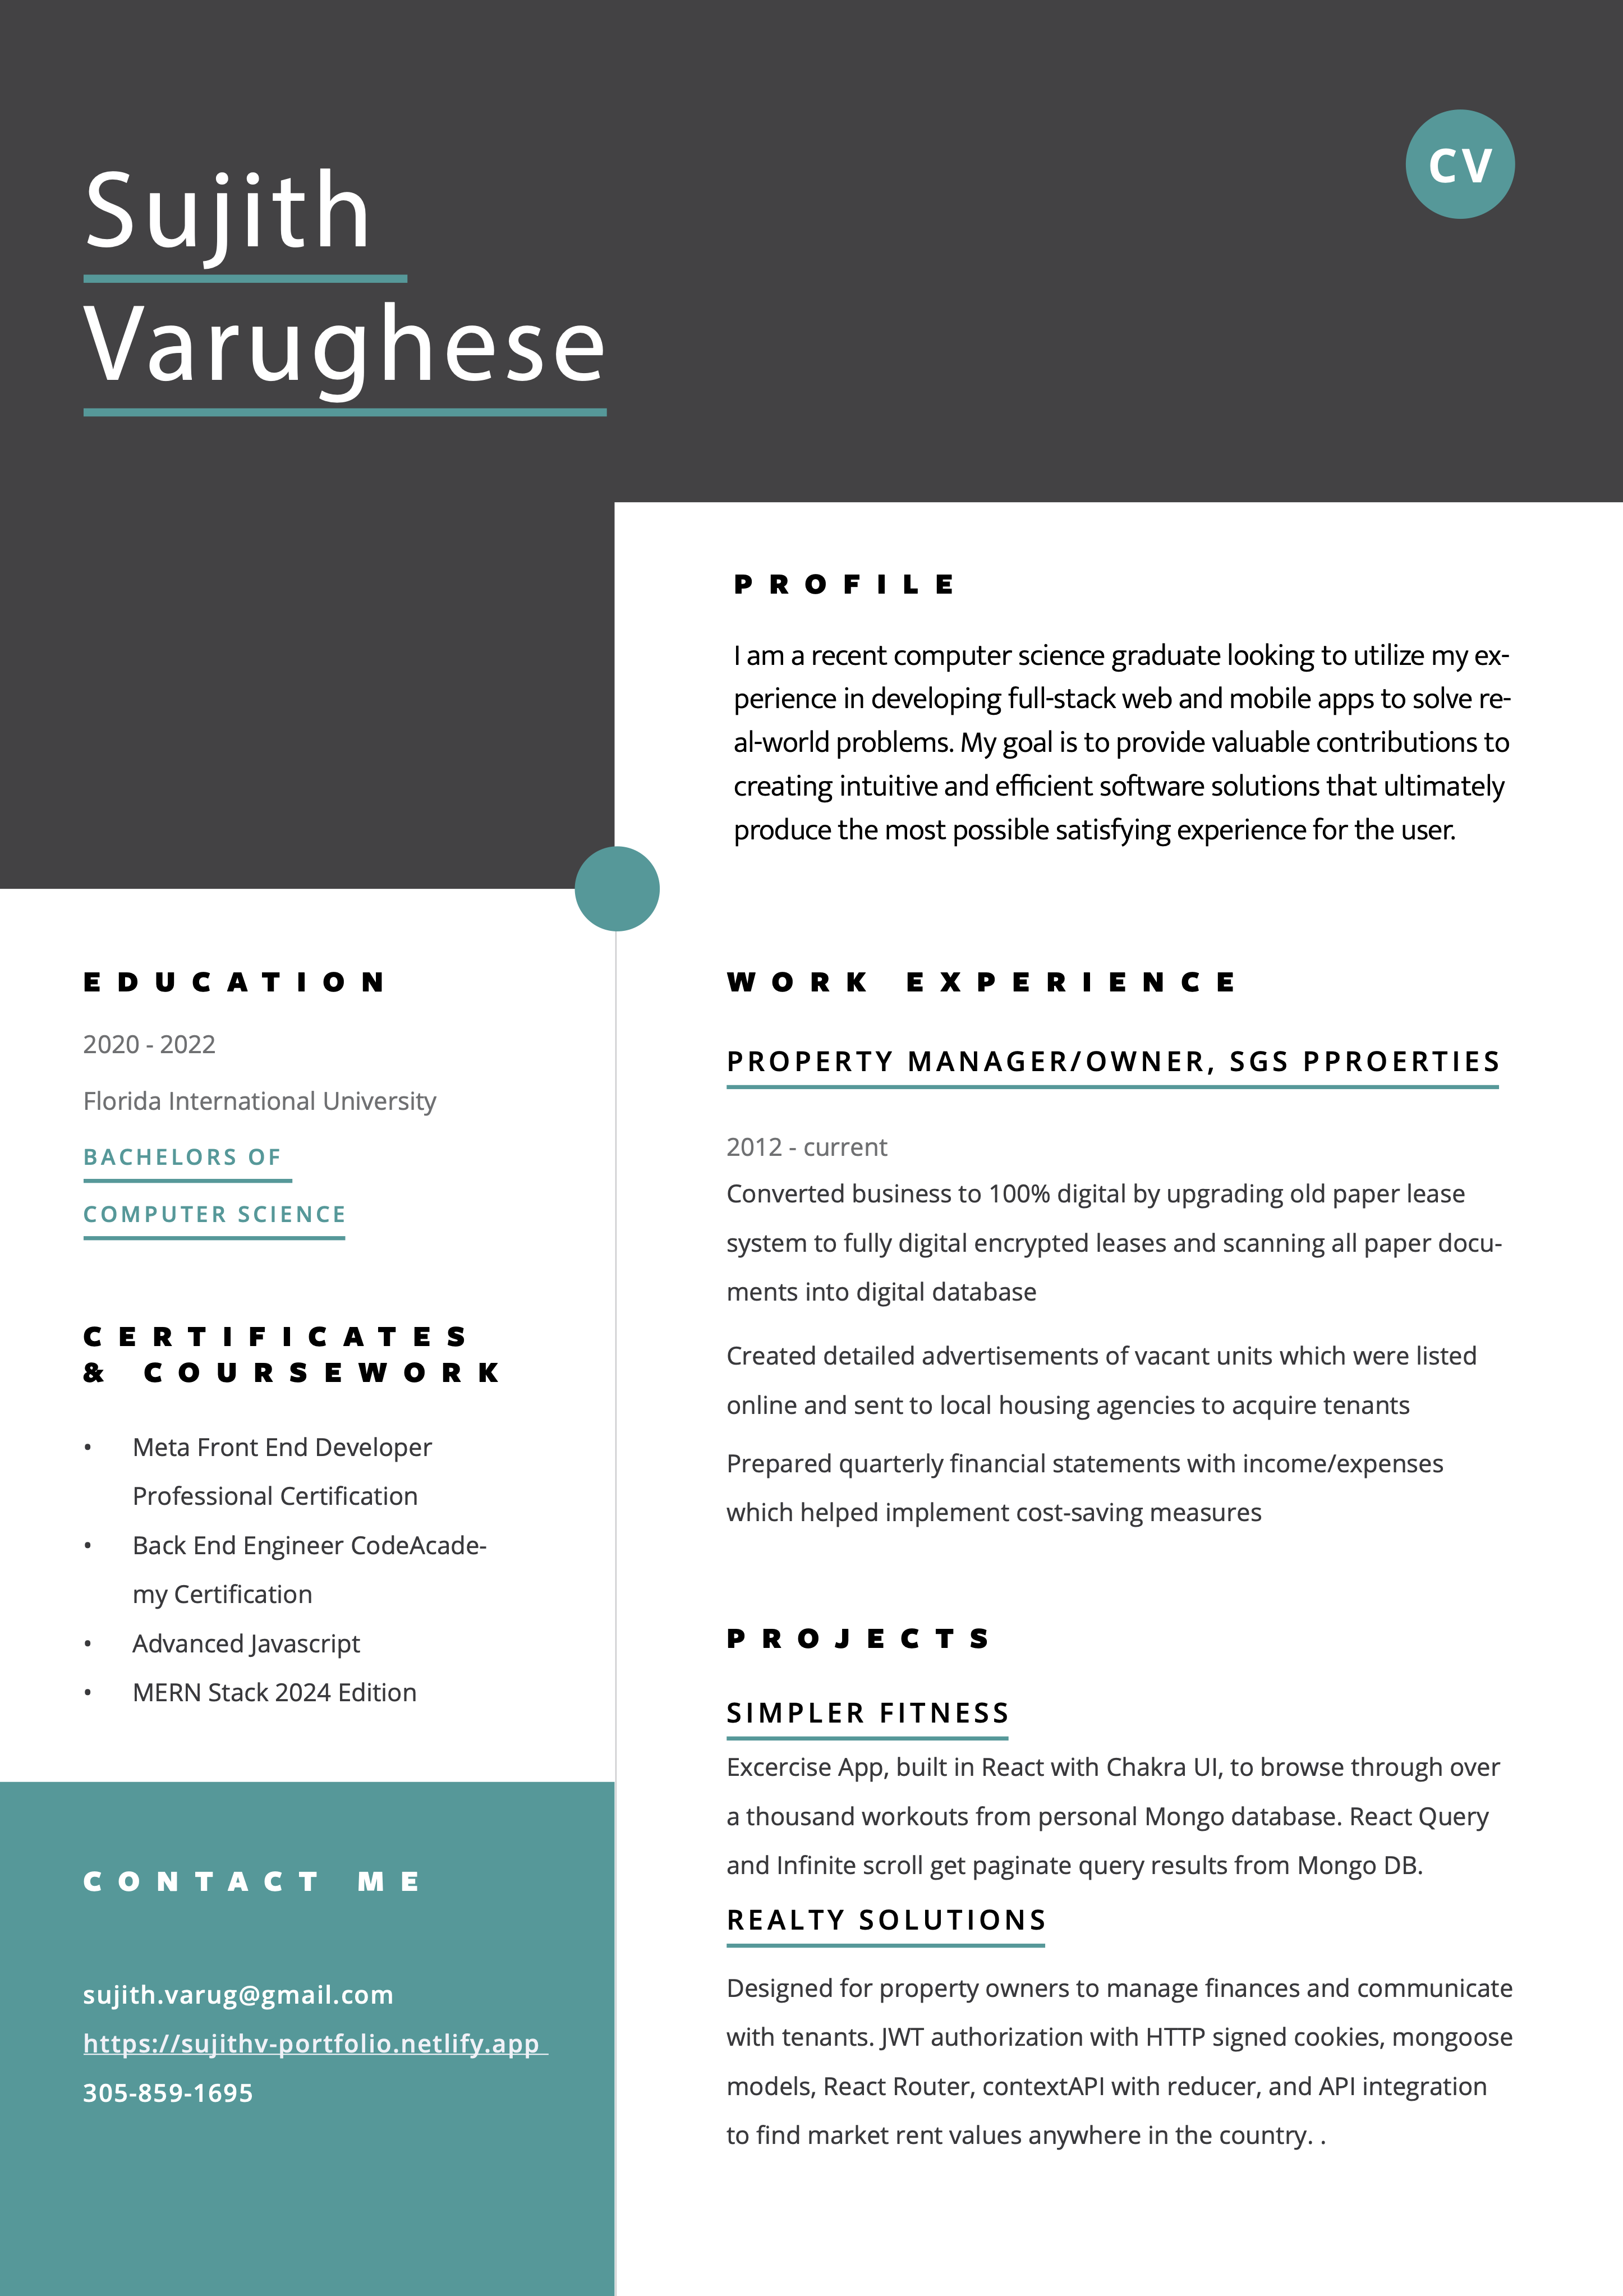 CV
Sujith
Varughese
PROFILE
I am a recent computer science graduate looking to utilize my ex-
perience in developing full-stack web and mobile apps to solve re-
al-world problems. My goal is to provide valuable contributions to
creating intuitive and efficient software solutions that ultimately
produce the most possible satisfying experience for the user.
EDUCATION
2020 - 2022
Florida International University
BACHELORS OF
COMPUTER SCIENCE
CERTIFICATES
& COURSEWORK
• Meta Front End Developer
Professional Certification
• Back End Engineer CodeAcade-
my Certification
• Advanced Javascript
• MERN Stack 2024 Edition
CONTACT ME
sujith.varug@gmail.com
https://sujithv-portfolio.netlify.app
305-859-1695
WORK EXPERIENCE
PROPERTY MANAGER/OWNER, SGS PPROERTIES
2012 - current
Converted business to 100% digital by upgrading old paper lease
system to fully digital encrypted leases and scanning all paper docu-
ments into digital database
Created detailed advertisements of vacant units which were listed
online and sent to local housing agencies to acquire tenants
Prepared quarterly financial statements with income/expenses
which helped implement cost-saving measures
PROJECTS
SIMPLER FITNESS
Excercise App, built in React with Chakra UI, to browse through over
a thousand workouts from personal Mongo database. React Query
and Infinite scroll get paginate query results from Mongo DB.
REALTY SOLUTIONS
Designed for property owners to manage finances and communicate
with tenants. JWT authorization with HTTP signed cookies, mongoose
models, React Router, contextAPI with reducer, and API integration
to find market rent values anywhere in the country. .